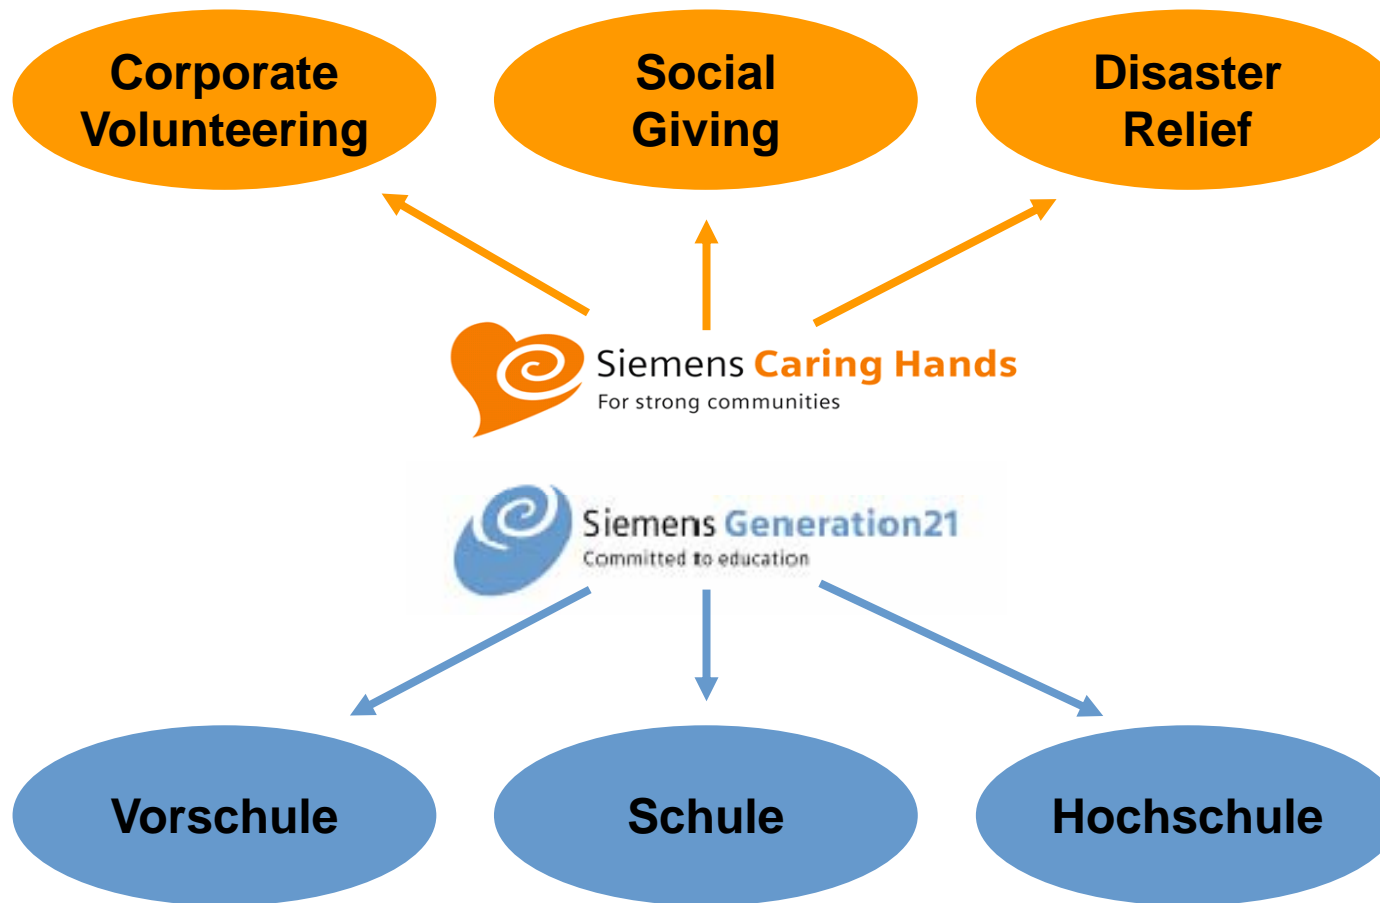 Corporate
Volunteering
Social
Giving
Disaster
Relief
Siemens Caring Hands
For strong communities
Siemens Generation21
Committed to education
Vorschule
Schule
Hochschule